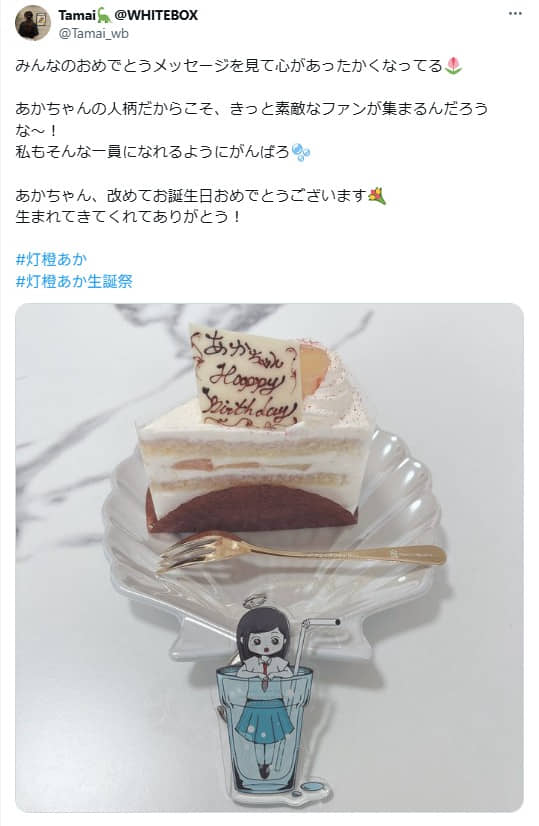 Tamai🦕@WHITEBOX
@Tamai_wb
みんなのおめでとうメッセージを見て心があったかくなってる🌷
あかちゃんの人柄だからこそ、きっと素敵なファンが集まるんだろう
な〜！
私もそんな一員になれるようにがんばろ🫧
あかちゃん、改めてお誕生日おめでとうございます💐
生まれてきてくれてありがとう！
#灯橙あか
#灯橙あか生誕祭
あかちゃん
Happy
Birthday